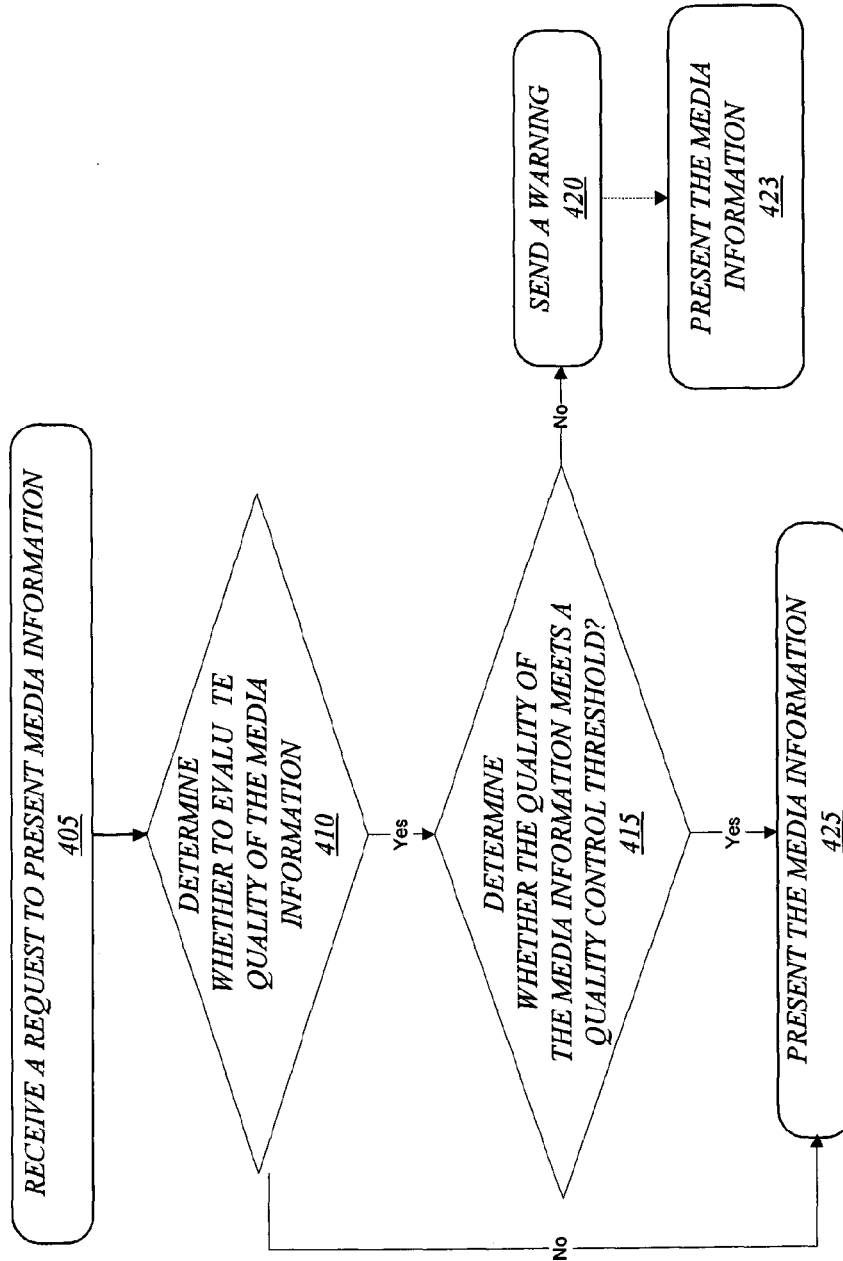 RECEIVE A REQUEST TO PRESENT MEDIA INFORMATION
405
DETERMINE
WHETHER TO EVALU TE
QUALITY OF THE MEDIA
INFORMATION
410
Yes
No
DETERMINE
WHETHER THE QUALITY OF
THE MEDIA INFORMATION MEETS A
QUALITY CONTROL THRESHOLD?
415
No
Yes
SEND A WARNING
420
PRESENT THE MEDIA
INFORMATION
423
PRESENT THE MEDIA INFORMATION
425